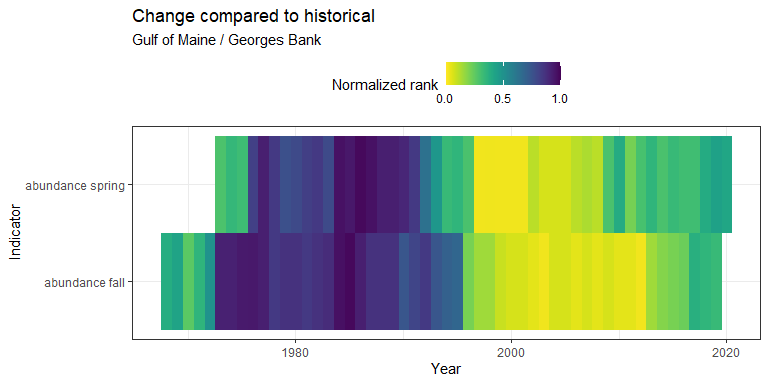 Change compared to historical
Gulf of Maine / Georges Bank
Normalized rank
0.0 0.5 1.0
abundance spring
abundance fall
Indicator
1980 2000 2020
Year